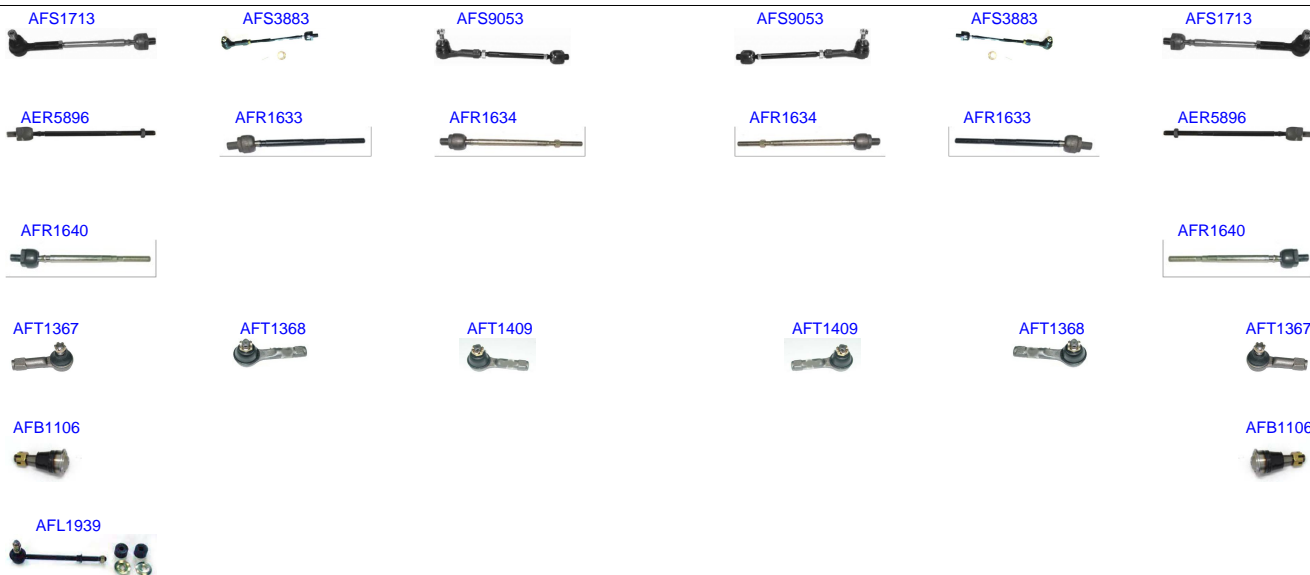 AFS1713 AFS3883 AFS9053 AFS9053 AFS3883 AFS1713
AER5896 AFR1633 AFR1634 AFR1634 AFR1633 AER5896
AFR1640 AFR1640
AFT1367 AFT1368 AFT1409 AFT1409 AFT1368 AFT1367
AFB1106 AFB1106
AFL1939